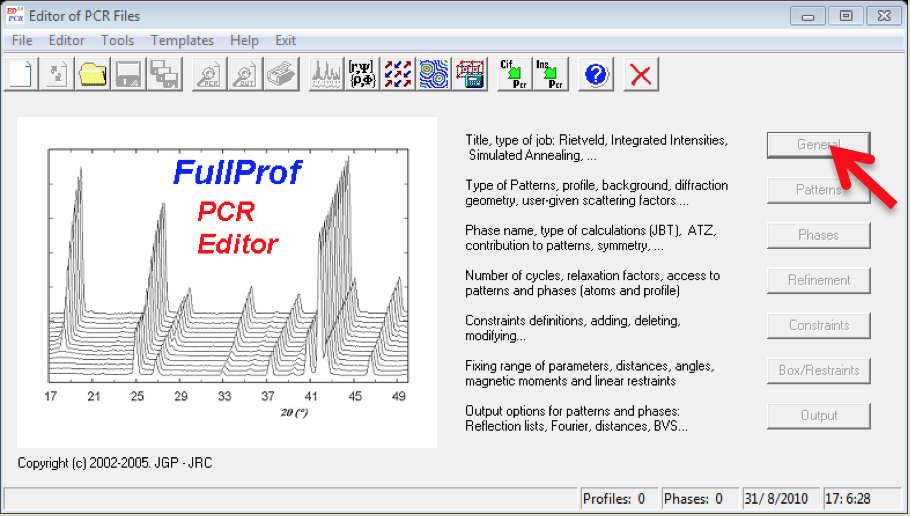 Editor of PCR Files
File Editor Tools Templates Help Exit
PCR
OUT
[r,Ψ]
{ρ,Φ}
Cif
Pcr
Ins
Pcr
FullProf
PCR
Editor
17 21 25 29 33 37 41 45 49
2θ (°)
Title, type of job: Rietveld, Integrated Intensities,
Simulated Annealing, ...
General
Type of Patterns, profile, background, diffraction
geometry, user-given scattering factors ...
Patterns
Phase name, type of calculations (JBT), ATZ,
contribution to patterns, symmetry, ...
Phases
Number of cycles, relaxation factors, access to
patterns and phases (atoms and profile)
Refinement
Constraints definitions, adding, deleting,
modifying...
Constraints
Fixing range of parameters, distances, angles,
magnetic moments and linear restraints
Box/Restraints
Output options for patterns and phases:
Reflection lists, Fourier, distances, BVS...
Output
Copyright (c) 2002-2005. JGP - JRC
Profiles: 0 Phases: 0 31/ 8/2010 17: 6:28